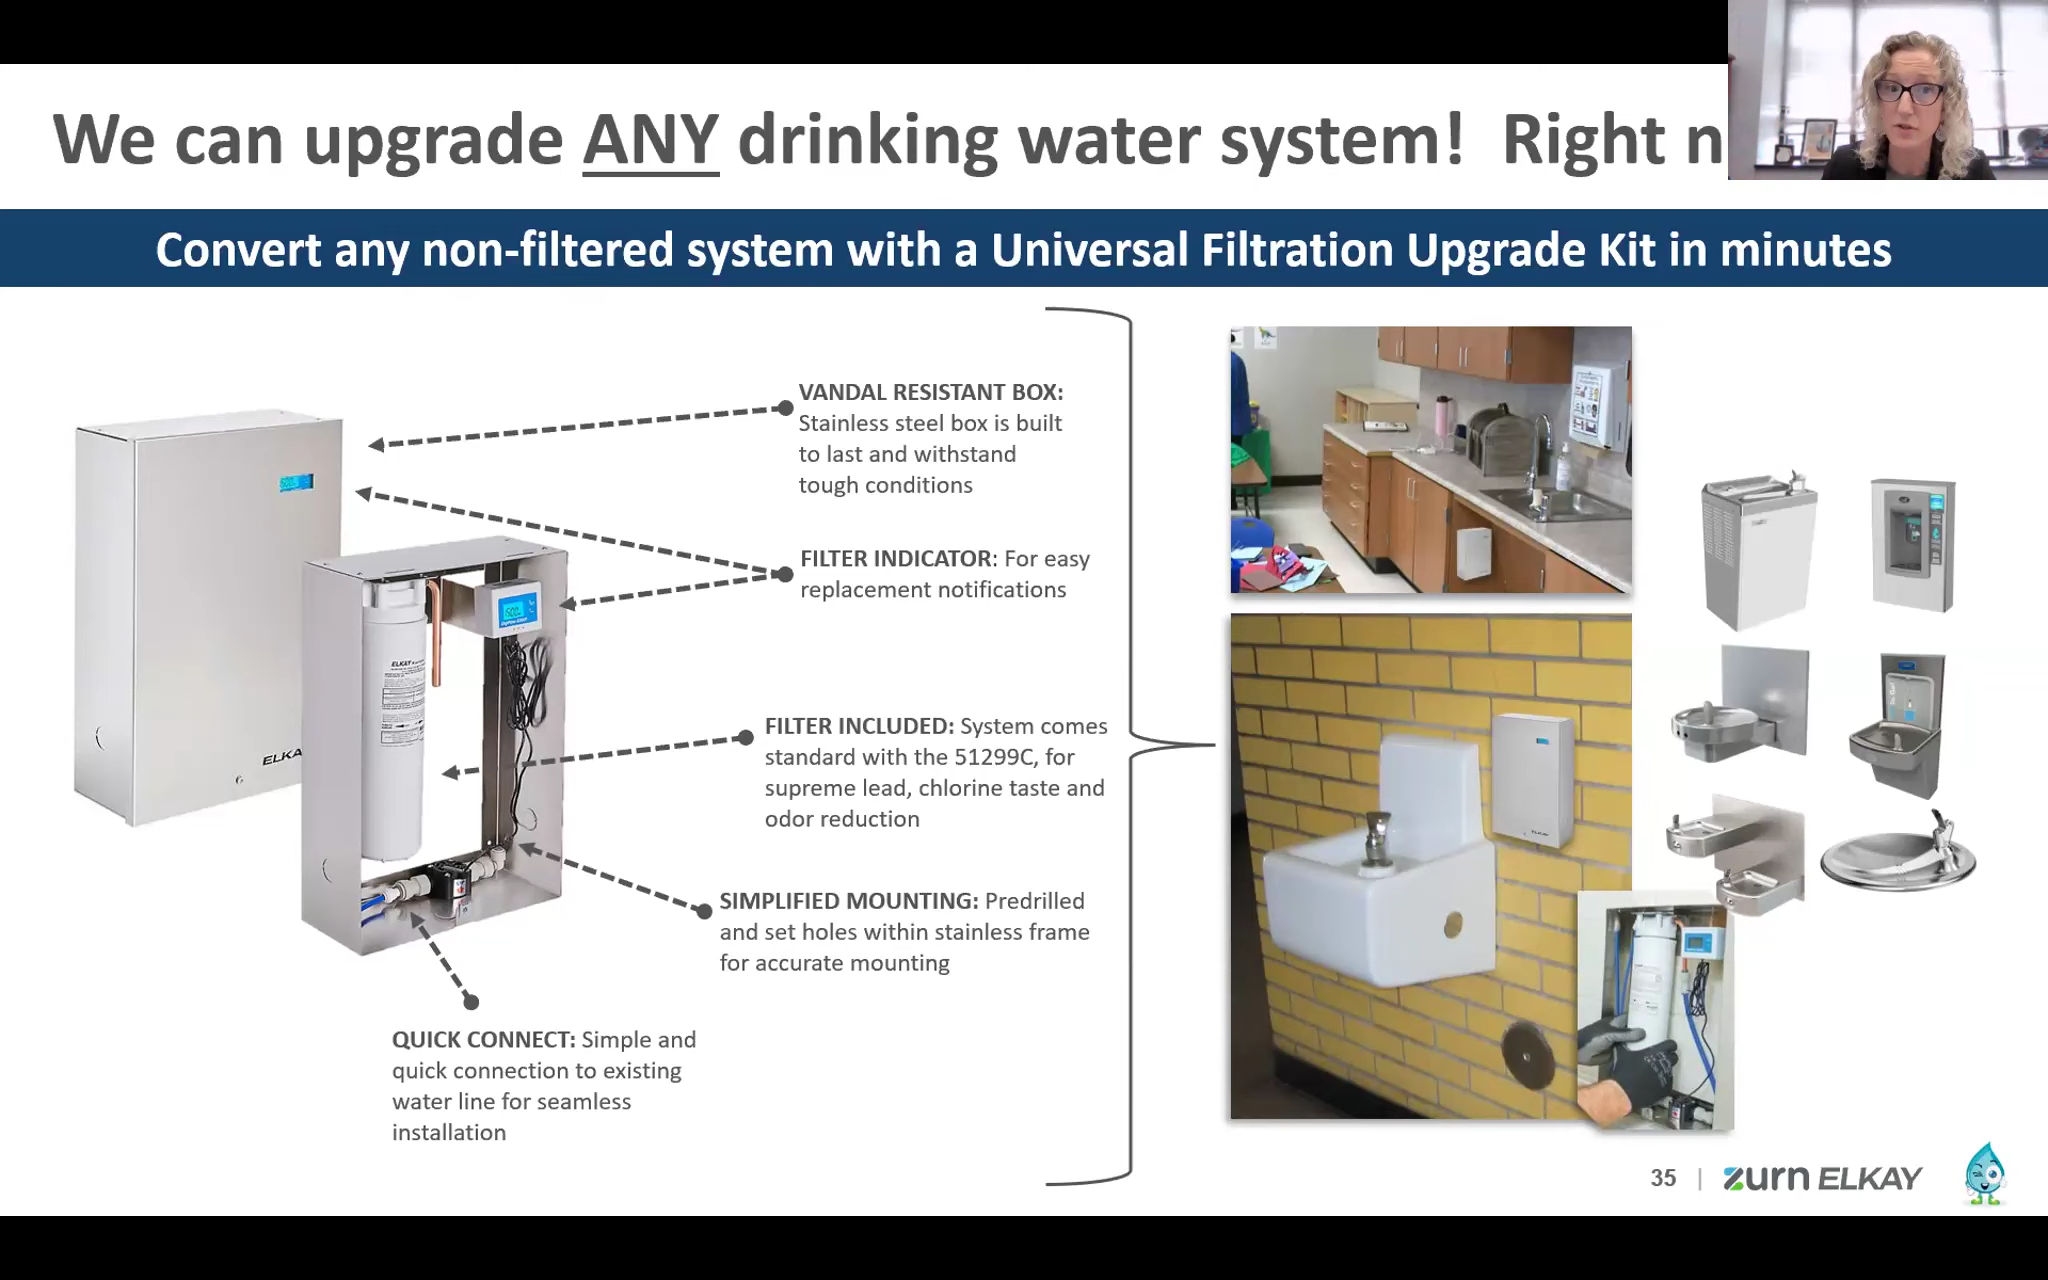 We can upgrade ANY drinking water system!  Right n
Convert any non-filtered system with a Universal Filtration Upgrade Kit in minutes
VANDAL RESISTANT BOX:
Stainless steel box is built
to last and withstand
tough conditions
FILTER INDICATOR: For easy
replacement notifications
FILTER INCLUDED: System comes
standard with the 51299C, for
supreme lead, chlorine taste and
odor reduction
SIMPLIFIED MOUNTING: Predrilled
and set holes within stainless frame
for accurate mounting
QUICK CONNECT: Simple and
quick connection to existing
water line for seamless
installation
ELKA
ELKAY
ELKAY
35 | zurn ELKAY